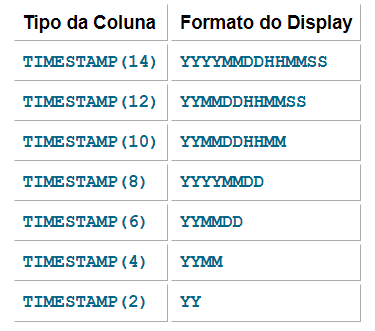 Tipo da Coluna Formato do Display
TIMESTAMP(14) YYYYMMDDHHMMSS
TIMESTAMP(12) YYMMDDHHMMSS
TIMESTAMP(10) YYMMDDHHMM
TIMESTAMP(8) YYYYMMDD
TIMESTAMP(6) YYMMDD
TIMESTAMP(4) YYMM
TIMESTAMP(2) YY